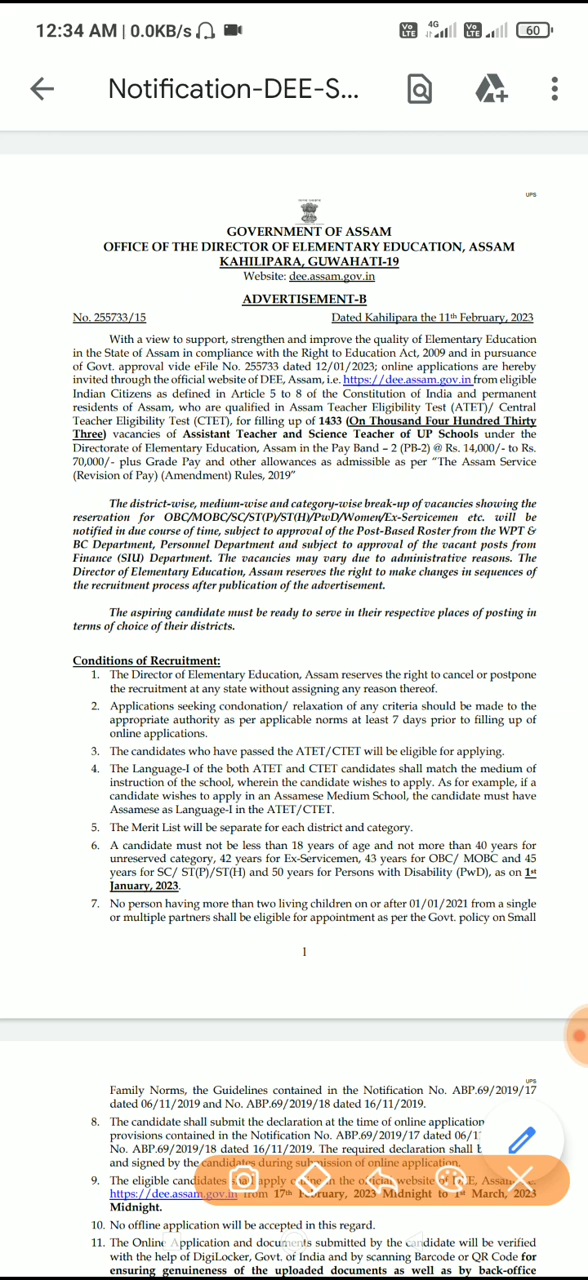 12:34 AM | 0.0KB/s
Vo LTE 4G Vo LTE 60
Notification-DEE-S...
UPS
GOVERNMENT OF ASSAM
OFFICE OF THE DIRECTOR OF ELEMENTARY EDUCATION, ASSAM
KAHILIPARA, GUWAHATI-19
Website: dee.assam.gov.in
ADVERTISEMENT-B
No. 255733/15 Dated Kahilipara the 11th February, 2023
With a view to support, strengthen and improve the quality of Elementary Education
in the State of Assam in compliance with the Right to Education Act, 2009 and in pursuance
of Govt. approval vide eFile No. 255733 dated 12/01/2023; online applications are hereby
invited through the official website of DEE, Assam, i.e. https://dee.assam.gov.in from eligible
Indian Citizens as defined in Article 5 to 8 of the Constitution of India and permanent
residents of Assam, who are qualified in Assam Teacher Eligibility Test (ATET)/ Central
Teacher Eligibility Test (CTET), for filling up of 1433 (On Thousand Four Hundred Thirty
Three) vacancies of Assistant Teacher and Science Teacher of UP Schools under the
Directorate of Elementary Education, Assam in the Pay Band – 2 (PB-2) @ Rs. 14,000/- to Rs.
70,000/- plus Grade Pay and other allowances as admissible as per "The Assam Service
(Revision of Pay) (Amendment) Rules, 2019"
The district-wise, medium-wise and category-wise break-up of vacancies showing the
reservation for OBC/MOBC/SC/ST(P)/ST(H)/PwD/Women/Ex-Servicemen etc. will be
notified in due course of time, subject to approval of the Post-Based Roster from the WPT &
BC Department, Personnel Department and subject to approval of the vacant posts from
Finance (SIU) Department. The vacancies may vary due to administrative reasons. The
Director of Elementary Education, Assam reserves the right to make changes in sequences of
the recruitment process after publication of the advertisement.
The aspiring candidate must be ready to serve in their respective places of posting in
terms of choice of their districts.
Conditions of Recruitment:
1. The Director of Elementary Education, Assam reserves the right to cancel or postpone
the recruitment at any state without assigning any reason thereof.
2. Applications seeking condonation/ relaxation of any criteria should be made to the
appropriate authority as per applicable norms at least 7 days prior to filling up of
online applications.
3. The candidates who have passed the ATET/CTET will be eligible for applying.
4. The Language-I of the both ATET and CTET candidates shall match the medium of
instruction of the school, wherein the candidate wishes to apply. As for example, if a
candidate wishes to apply in an Assamese Medium School, the candidate must have
Assamese as Language-I in the ATET/CTET.
5. The Merit List will be separate for each district and category.
6. A candidate must not be less than 18 years of age and not more than 40 years for
unreserved category, 42 years for Ex-Servicemen, 43 years for OBC/ MOBC and 45
years for SC/ ST(P)/ST(H) and 50 years for Persons with Disability (PwD), as on 1st
January, 2023.
7. No person having more than two living children on or after 01/01/2021 from a single
or multiple partners shall be eligible for appointment as per the Govt. policy on Small
1
UPS
Family Norms, the Guidelines contained in the Notification No. ABP.69/2019/17
dated 06/11/2019 and No. ABP.69/2019/18 dated 16/11/2019.
8. The candidate shall submit the declaration at the time of online application
provisions contained in the Notification No. ABP.69/2019/17 dated 06/1
No. ABP.69/2019/18 dated 16/11/2019. The required declaration shall
and signed by the candidates during submission of online application.
9. The eligible candidates shall apply online in the official website of DEE, Assam
https://dee.assam.gov.in from 17th February, 2023 Midnight to 1st March, 2023
Midnight.
10. No offline application will be accepted in this regard.
11. The Online Application and documents submitted by the candidate will be verified
with the help of DigiLocker, Govt. of India and by scanning Barcode or QR Code for
ensuring genuineness of the uploaded documents as well as by back-office